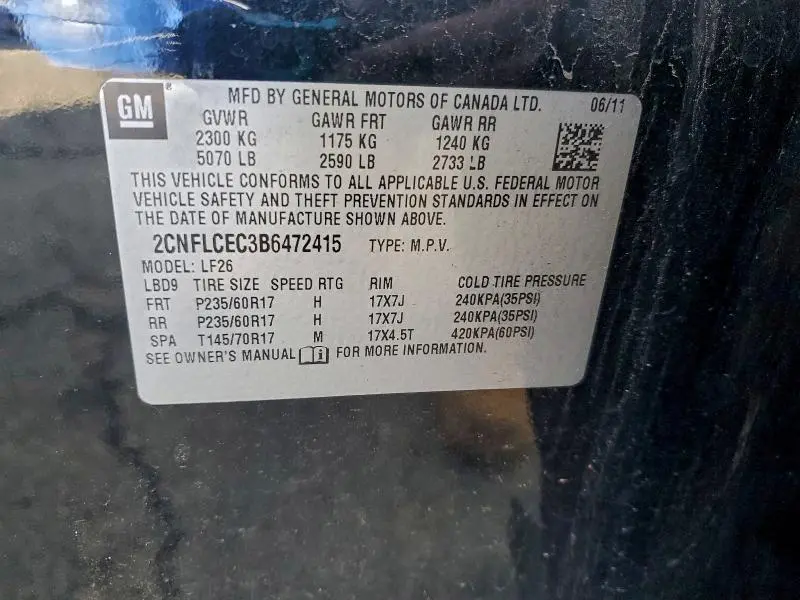 GM ® MFD BY GENERAL MOTORS OF CANADA LTD. 06/11
GVWR GAWR FRT GAWR RR
2300 KG 1175 KG 1240 KG
5070 LB 2590 LB 2733 LB
THIS VEHICLE CONFORMS TO ALL APPLICABLE U.S. FEDERAL MOTOR
VEHICLE SAFETY AND THEFT PREVENTION STANDARDS IN EFFECT ON
THE DATE OF MANUFACTURE SHOWN ABOVE.
2CNFLCEC3B6472415 TYPE: M.P.V.
MODEL: LF26
LBD9 TIRE SIZE SPEED RTG RIM COLD TIRE PRESSURE
FRT P235/60R17 H 17X7J 240KPA(35PSI)
RR P235/60R17 H 17X7J 240KPA(35PSI)
SPA T145/70R17 M 17X4.5T 420KPA(60PSI)
SEE OWNER'S MANUAL FOR MORE INFORMATION.